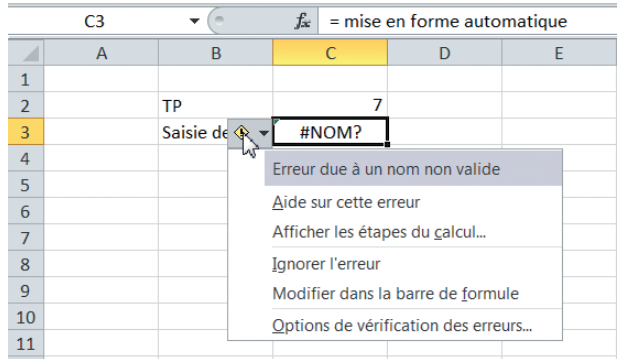 C3 fx = mise en forme automatique
A B C D E
1
2 TP 7
3 Saisie de #NOM?
4 Erreur due à un nom non valide
5
6 Aide sur cette erreur
7 Afficher les étapes du calcul...
8 Ignorer l'erreur
9 Modifier dans la barre de formule
10 Options de vérification des erreurs...
11